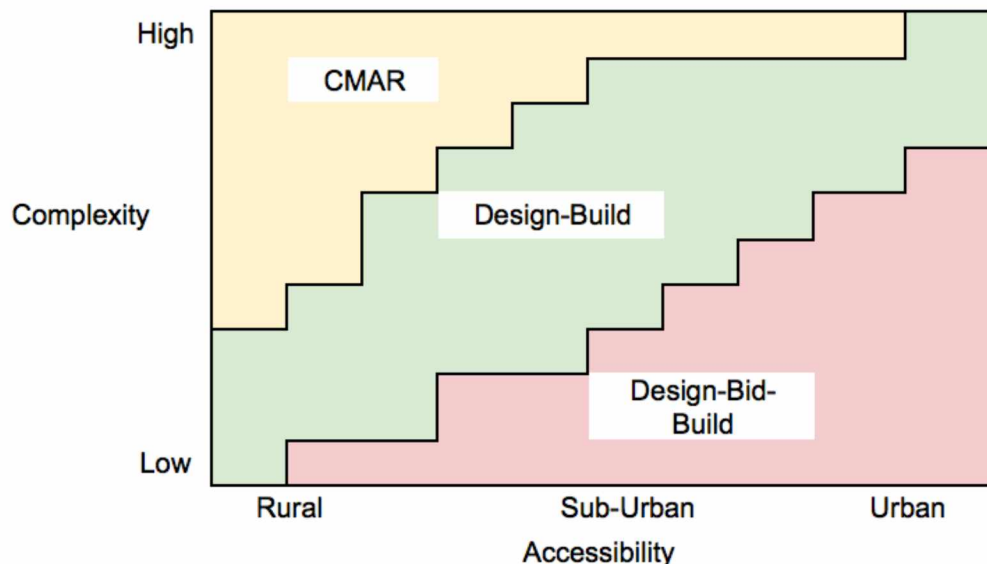 High
CMAR
Complexity
Design-Build
Design-Bid-
Build
Low
Rural Sub-Urban Urban
Accessibility